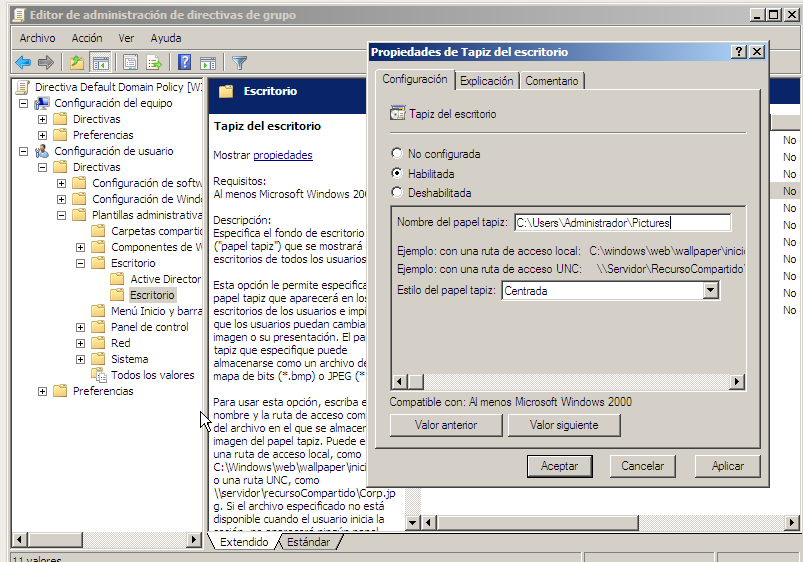 Editor de administración de directivas de grupo
Archivo Acción Ver Ayuda
Directiva Default Domain Policy [W
Configuración del equipo
Directivas
Preferencias
Configuración de usuario
Directivas
Configuración de softw
Configuración de Wind
Plantillas administrativa
Carpetas comparti
Componentes de W
Escritorio
Active Director
Escritorio
Menú Inicio y barra
Panel de control
Red
Sistema
Todos los valores
Preferencias
Escritorio
Tapiz del escritorio
Mostrar propiedades
Requisitos:
Al menos Microsoft Windows 200
Descripción:
Especifica el fondo de escritorio
("papel tapiz") que se mostrará
escritorios de todos los usuarios
Esta opción le permite especifica
papel tapiz que aparecerá en los
escritorios de los usuarios e impi
que los usuarios puedan cambia
imagen o su presentación. El pa
tapiz que especifique puede
almacenarse como un archivo de
mapa de bits (*.bmp) o JPEG (*
Para usar esta opción, escriba e
nombre y la ruta de acceso com
del archivo en el que se almacen
imagen del papel tapiz. Puede e
una ruta de acceso local, como
C:\Windows\web\wallpaper\inici
o una ruta UNC, como
\\servidor\recursoCompartido\Corp.jp
g. Si el archivo especificado no está
disponible cuando el usuario inicia la
Extendido Estándar
11 valores
Propiedades de Tapiz del escritorio
Configuración Explicación Comentario
Tapiz del escritorio
No configurada
Habilitada
Deshabilitada
Nombre del papel tapiz: C:\Users\Administrador\Pictures
Ejemplo: con una ruta de acceso local: C:\windows\web\wallpaper\inici
Ejemplo: con una ruta de acceso UNC: \\Servidor\RecursoCompartido\
Estilo del papel tapiz: Centrada
Compatible con: Al menos Microsoft Windows 2000
Valor anterior Valor siguiente
Aceptar Cancelar Aplicar
No
No
No
No
No
No
No
No
No
No
No